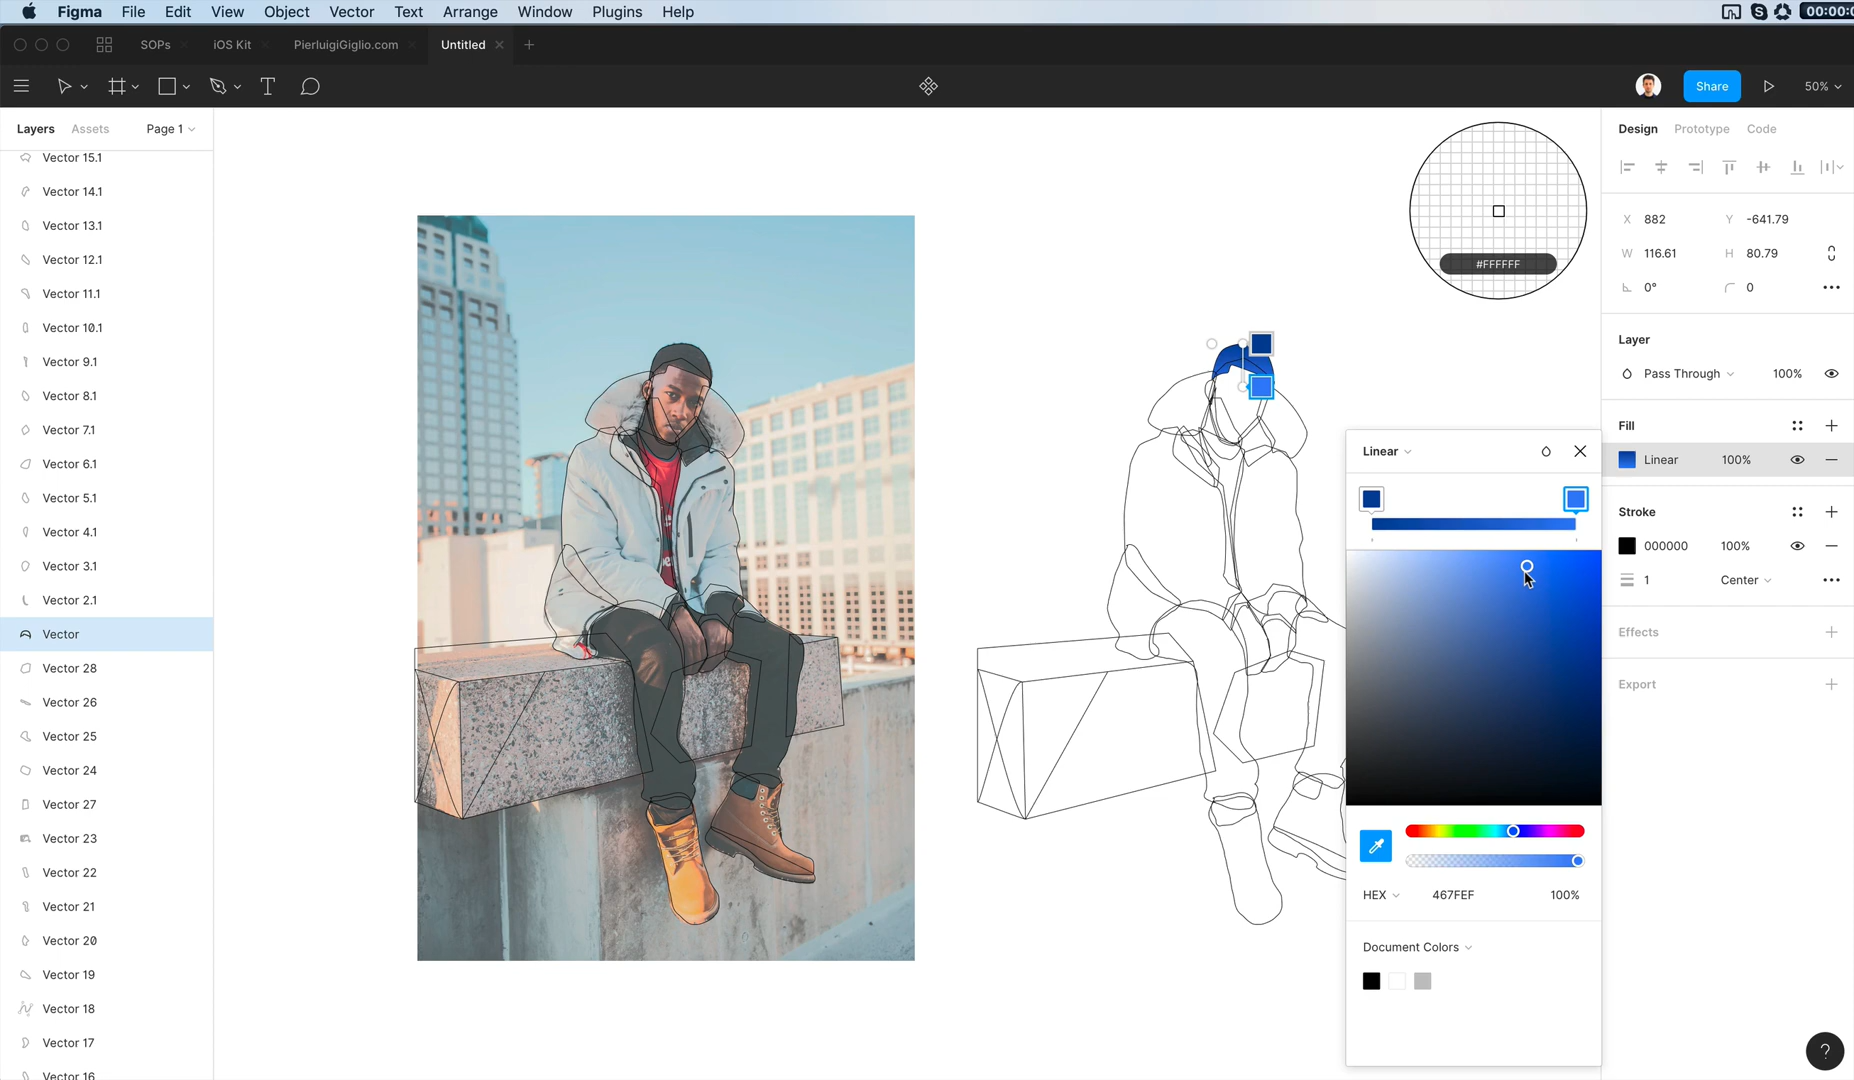 Figma File Edit View Object Vector Text Arrange Window Plugins Help
SOPs iOS Kit PierluigiGiglio.com Untitled
Share 50%
Layers Assets Page 1
Vector 15.1
Vector 14.1
Vector 13.1
Vector 12.1
Vector 11.1
Vector 10.1
Vector 9.1
Vector 8.1
Vector 7.1
Vector 6.1
Vector 5.1
Vector 4.1
Vector 3.1
Vector 2.1
Vector
Vector 28
Vector 26
Vector 25
Vector 24
Vector 27
Vector 23
Vector 22
Vector 21
Vector 20
Vector 19
Vector 18
Vector 17
Vector 16
#FFFFFF
Linear
HEX 467FEF 100%
Document Colors
Design Prototype Code
X 882 Y -641.79
W 116.61 H 80.79
0° 0
Layer
Pass Through 100%
Fill
Linear 100%
Stroke
000000 100%
1 Center
Effects
Export
?